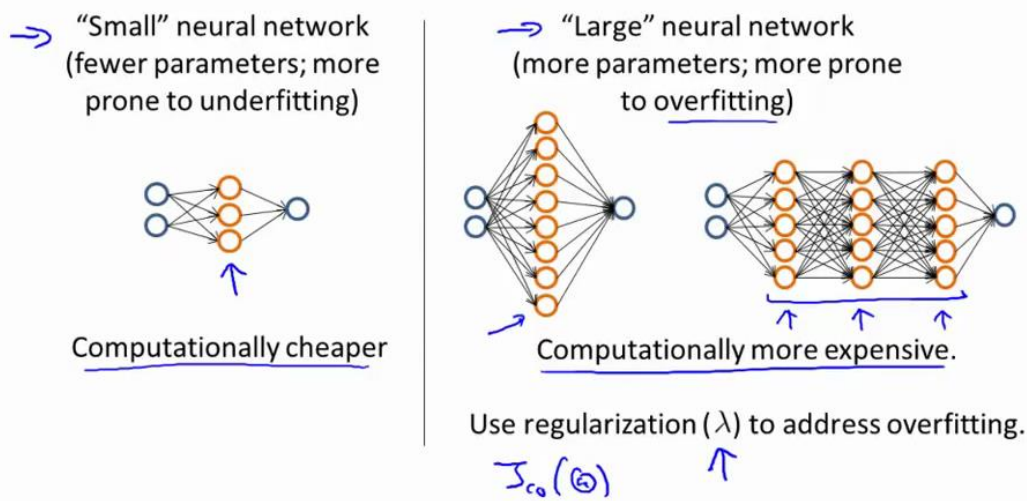 “Small” neural network
(fewer parameters; more
prone to underfitting)
Computationally cheaper
“Large” neural network
(more parameters; more prone
to overfitting)
Computationally more expensive.
Use regularization (λ) to address overfitting.
J_cv(Θ)